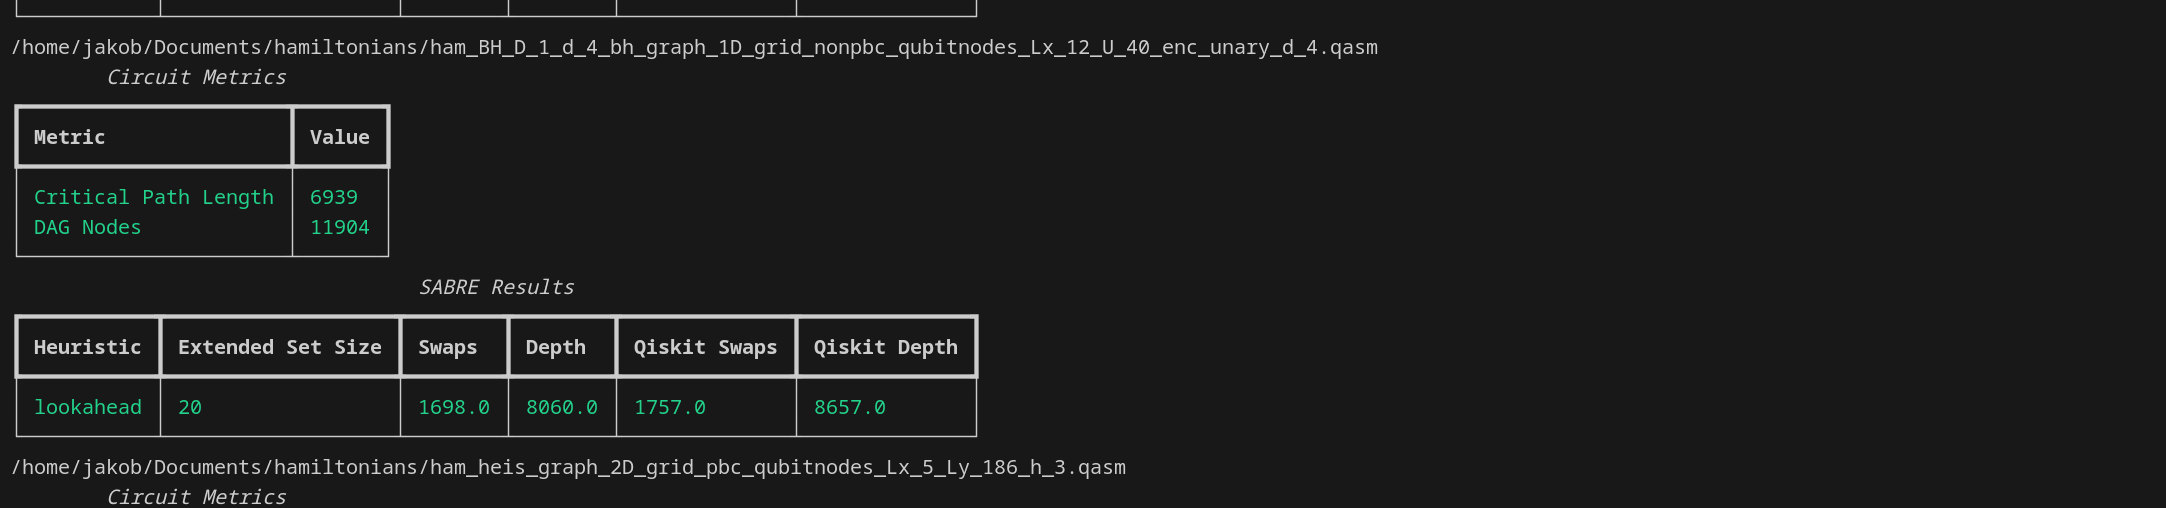 /home/jakob/Documents/hamiltonians/ham_BH_D_1_d_4_bh_graph_1D_grid_nonpbc_qubitnodes_Lx_12_U_40_enc_unary_d_4.qasm
Circuit Metrics
Metric Value
Critical Path Length 6939
DAG Nodes 11904
SABRE Results
Heuristic Extended Set Size Swaps Depth Qiskit Swaps Qiskit Depth
lookahead 20 1698.0 8060.0 1757.0 8657.0
/home/jakob/Documents/hamiltonians/ham_heis_graph_2D_grid_pbc_qubitnodes_Lx_5_Ly_186_h_3.qasm
Circuit Metrics